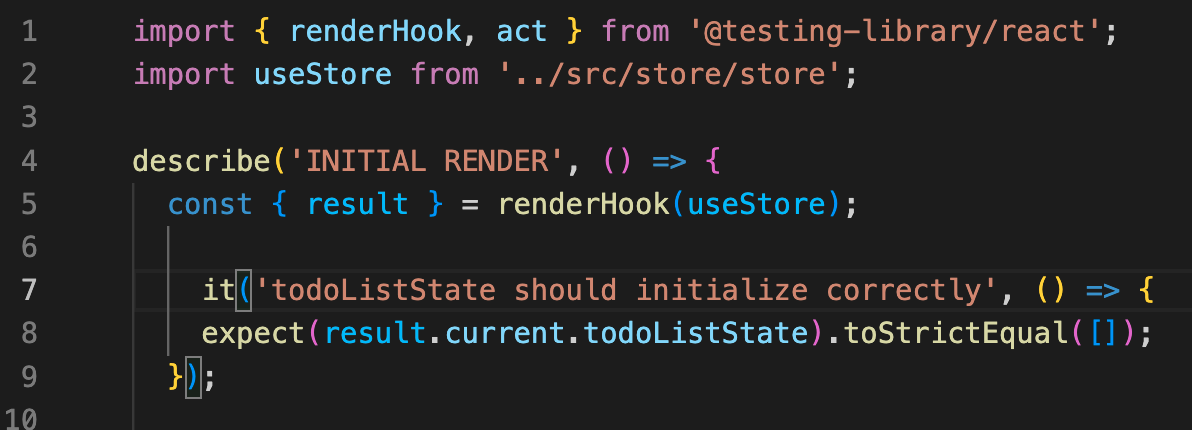 1 import { renderHook, act } from '@testing-library/react';
2 import useStore from '../src/store/store';
3
4 describe('INITIAL RENDER', () => {
5 const { result } = renderHook(useStore);
6
7 it('todoListState should initialize correctly', () => {
8 expect(result.current.todoListState).toStrictEqual([]);
9 });
10